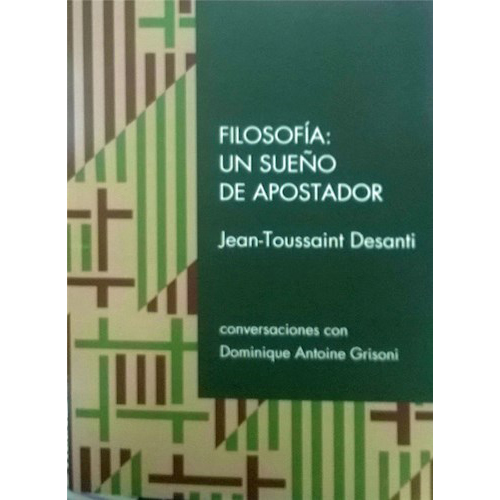 FILOSOFÍA:
UN SUEÑO
DE APOSTADOR
Jean-Toussaint Desanti
conversaciones con
Dominique Antoine Grisoni